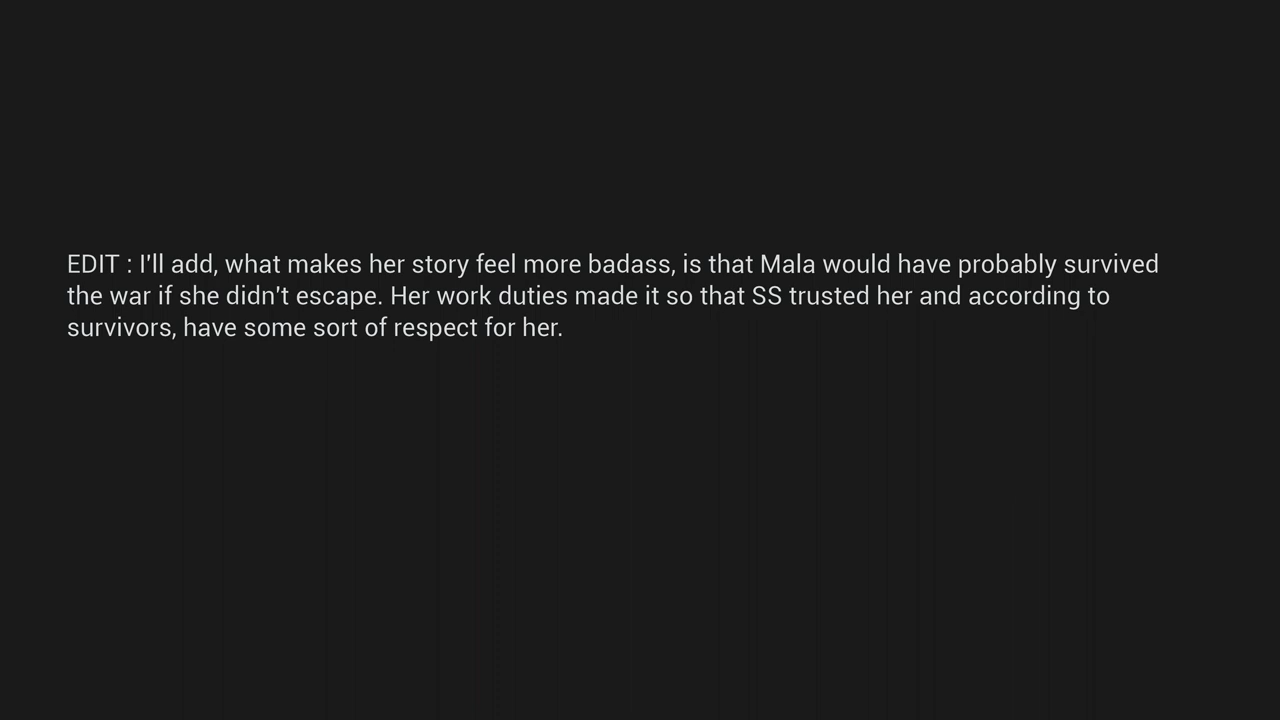 EDIT : I'll add, what makes her story feel more badass, is that Mala would have probably survived
the war if she didn't escape. Her work duties made it so that SS trusted her and according to
survivors, have some sort of respect for her.